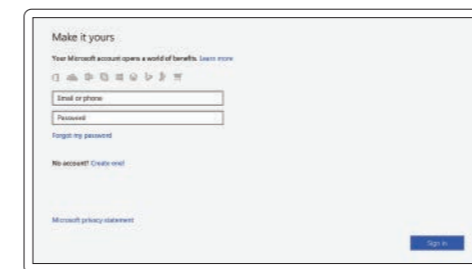 Make it yours
Your Microsoft account opens a world of benefits. Learn more
Email or phone
Password
Forgot my password
No account? Create one!
Microsoft privacy statement
Sign in